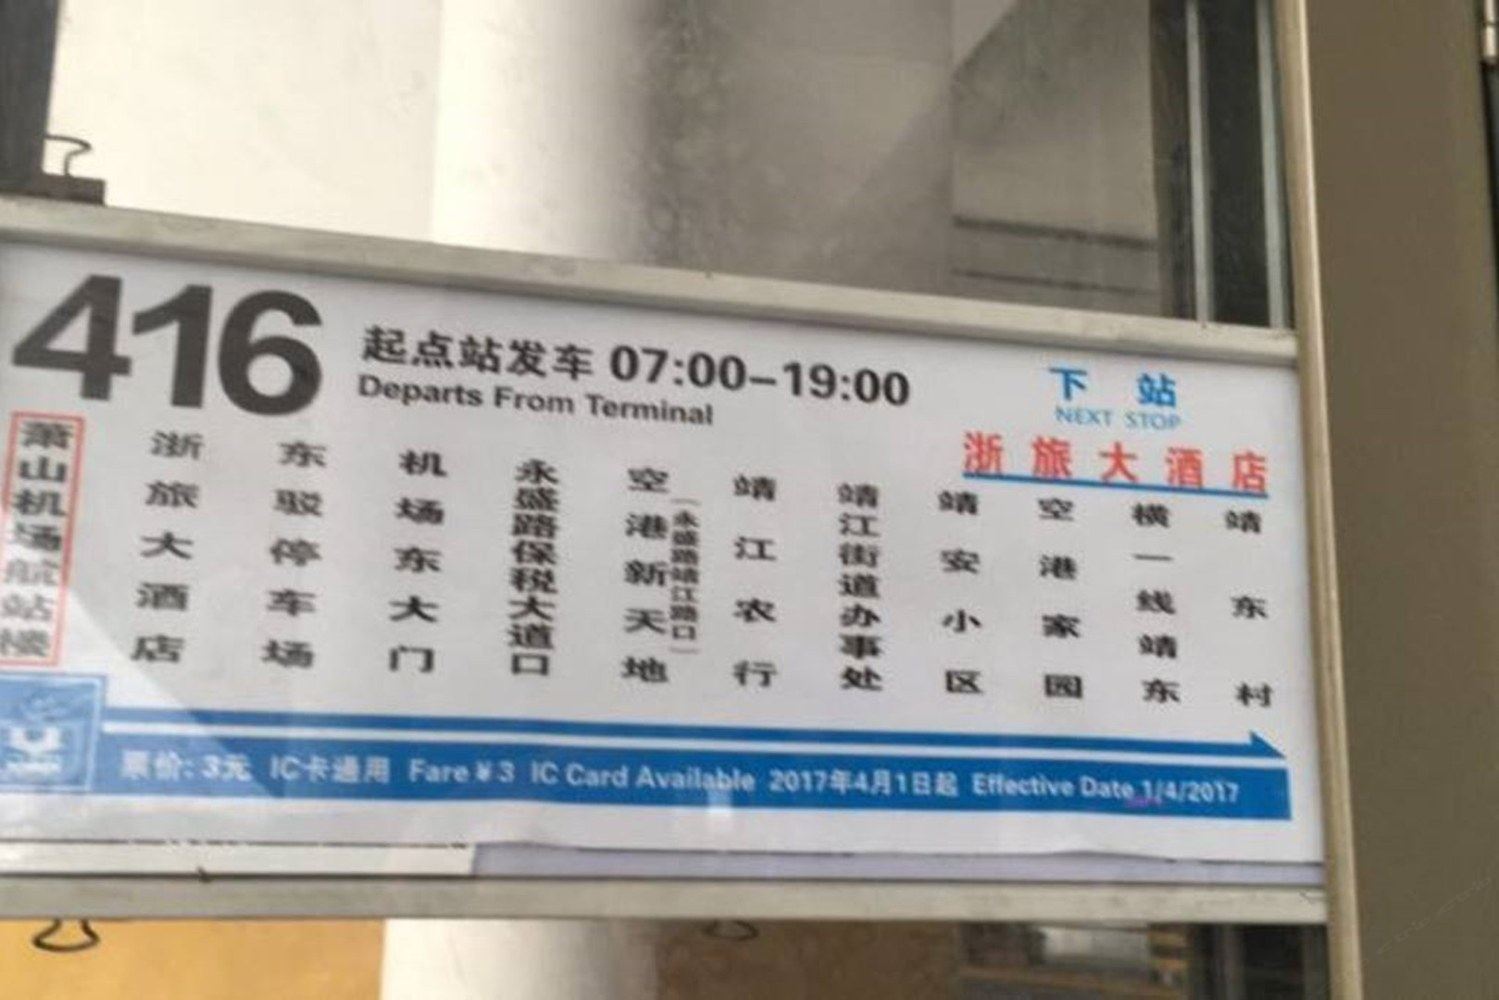 416
起点站发车 07:00–19:00
Departs From Terminal
下站
NEXT STOP
浙旅大酒店
萧山机场航站楼
浙旅大酒店
东驳停车场
机场东大门
永盛路保税大道口
空港新天地
(永盛路靖江路口)
靖江农行
靖江街道办事处
靖安小区
空港家园
横一线靖东
靖东村
票价: 3元 IC卡通用 Fare ¥ 3 IC Card Available 2017年4月1日起 Effective Date 1/4/2017